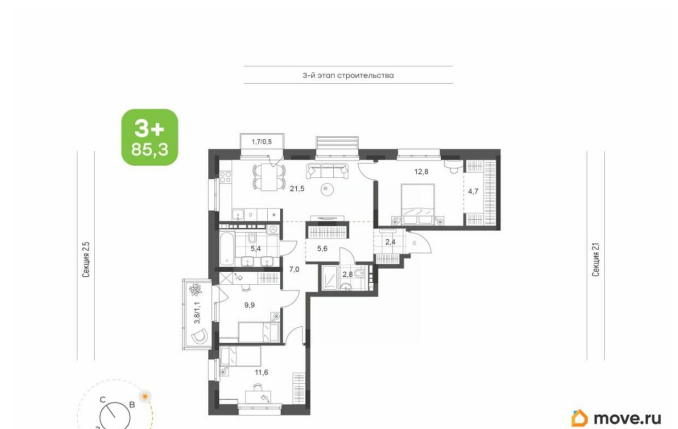 3-й этап строительства
3+
85,3
1,7/0,5
21,5
12,8
4,7
5,4
5,6
2,4
7,0
2,8
9,9
3,8/1,1
11,6
Секция 2.5
Секция 2.1
С
В
move.ru